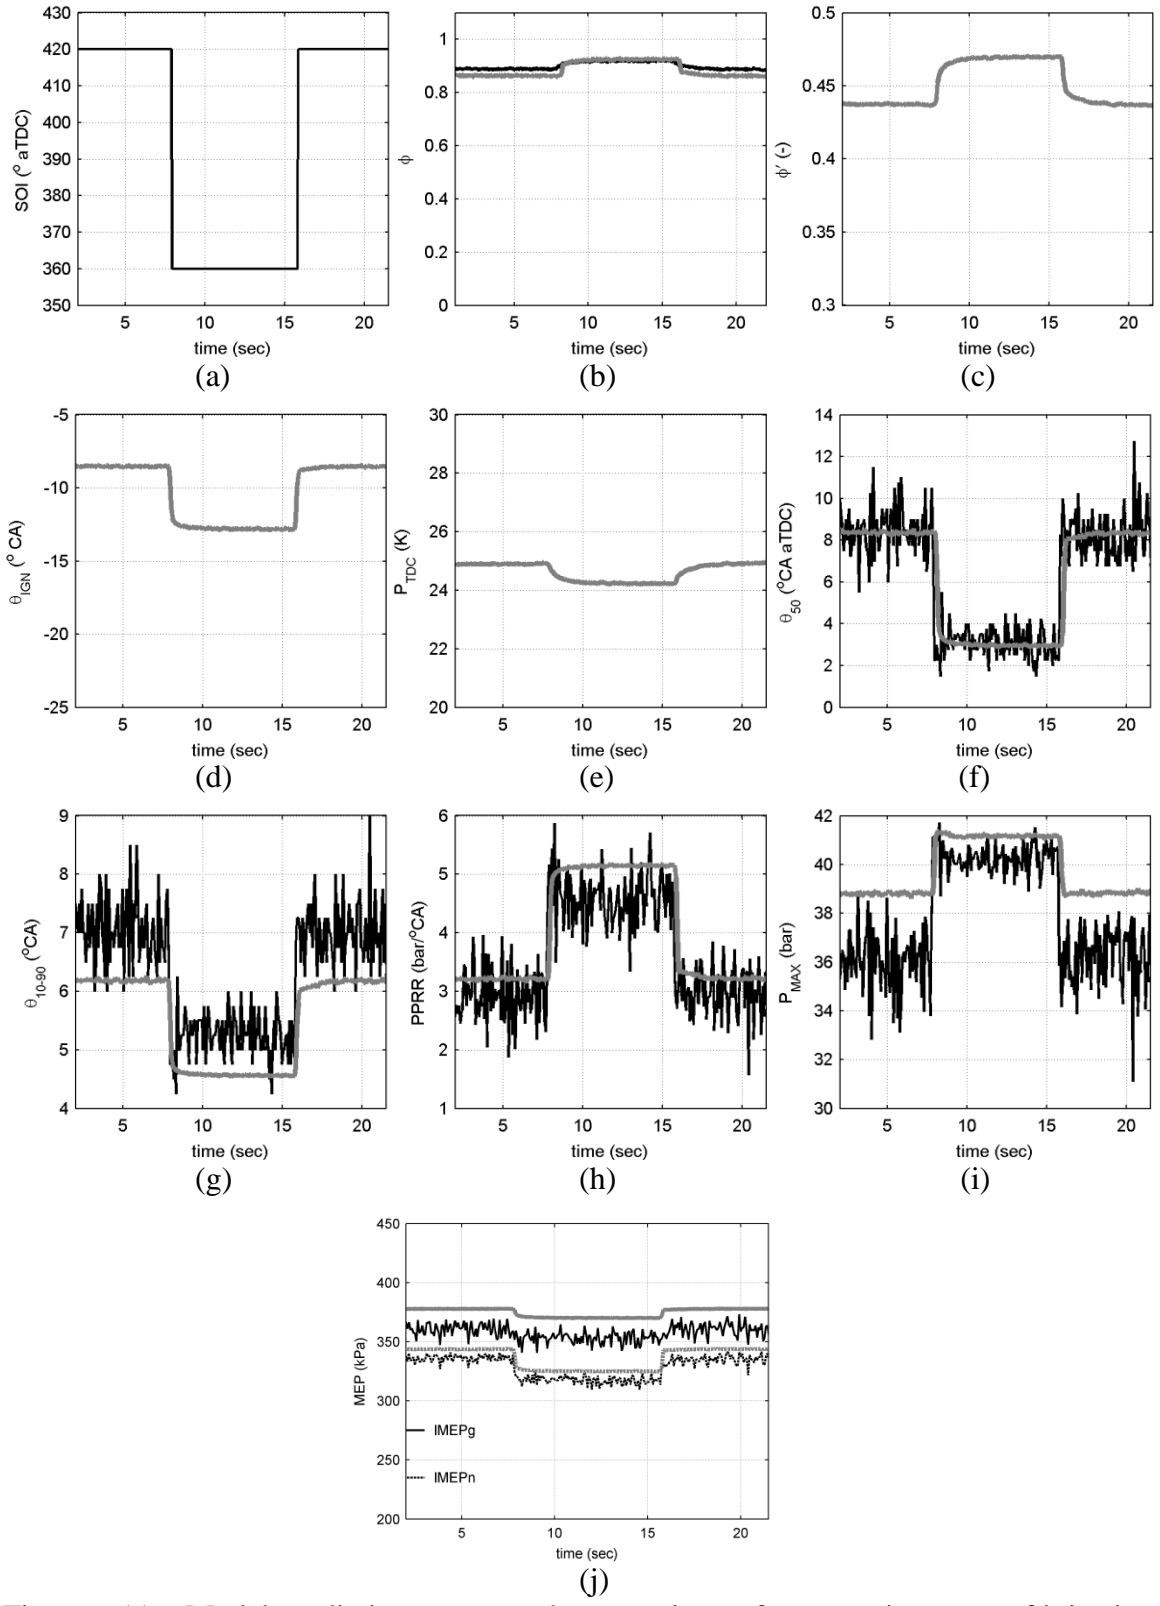 430
420
410
400
390
380
370
360
350
SOI (° aTDC)
5 10 15 20
time (sec)
(a)
1
0.8
0.6
0.4
0.2
0
ϕ
5 10 15 20
time (sec)
(b)
0.5
0.45
0.4
0.35
0.3
ϕ' (-)
5 10 15 20
time (sec)
(c)
-5
-10
-15
-20
-25
θIGN (° CA)
5 10 15 20
time (sec)
(d)
30
28
26
24
22
20
PTDC (K)
5 10 15 20
time (sec)
(e)
14
12
10
8
6
4
2
0
θ50 (°CA aTDC)
5 10 15 20
time (sec)
(f)
9
8
7
6
5
4
θ10-90 (°CA)
5 10 15 20
time (sec)
(g)
6
5
4
3
2
1
PPRR (bar/°CA)
5 10 15 20
time (sec)
(h)
42
40
38
36
34
32
30
PMAX (bar)
5 10 15 20
time (sec)
(i)
450
400
350
300
250
200
MEP (kPa)
IMEPg
IMEPn
5 10 15 20
time (sec)
(j)